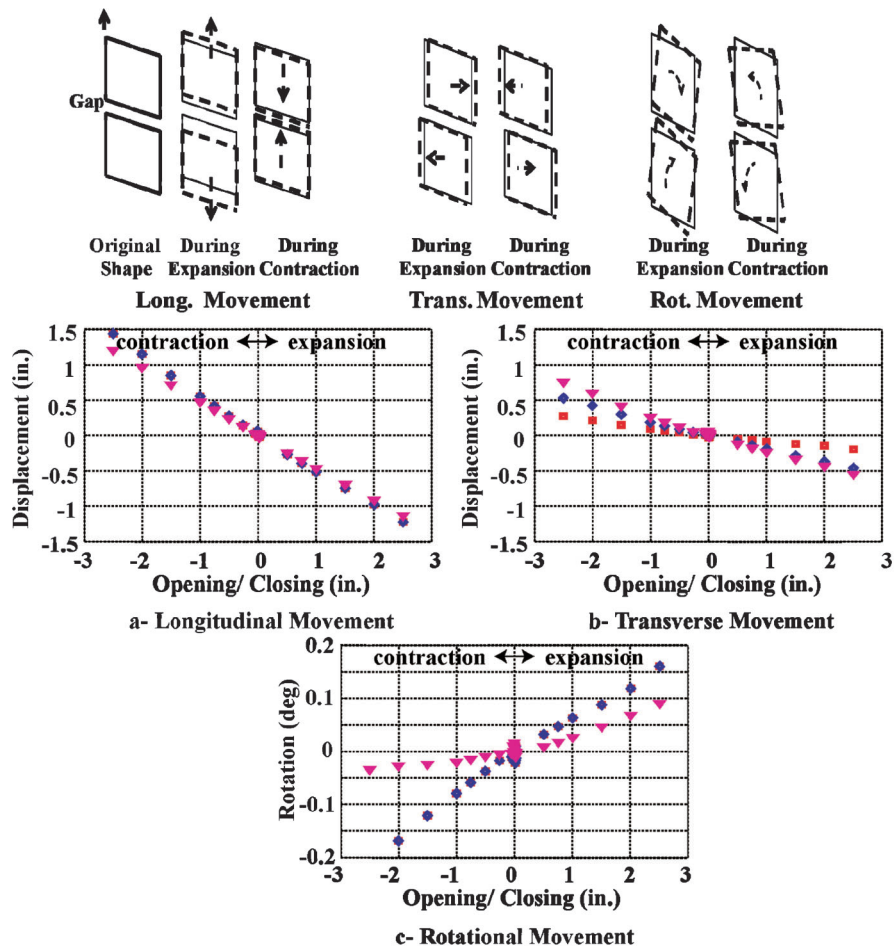 Gap
Original During During
Shape Expansion Contraction
Long. Movement
During During
Expansion Contraction
Trans. Movement
During During
Expansion Contraction
Rot. Movement
1.5
1
0.5
0
-0.5
-1
-1.5
Displacement (in.)
contraction expansion
-3 -2 -1 0 1 2 3
Opening/ Closing (in.)
a- Longitudinal Movement
1.5
1
0.5
0
-0.5
-1
-1.5
Displacement (in.)
contraction expansion
-3 -2 -1 0 1 2 3
Opening/ Closing (in.)
b- Transverse Movement
0.2
0.1
0
-0.1
-0.2
Rotation (deg)
contraction expansion
-3 -2 -1 0 1 2 3
Opening/ Closing (in.)
c- Rotational Movement